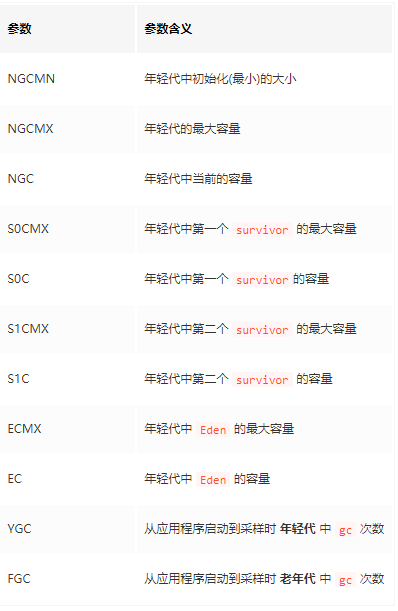 参数 参数含义
NGCMN 年轻代中初始化(最小)的大小
NGCMX 年轻代的最大容量
NGC 年轻代中当前的容量
S0CMX 年轻代中第一个 survivor 的最大容量
S0C 年轻代中第一个 survivor 的容量
S1CMX 年轻代中第二个 survivor 的最大容量
S1C 年轻代中第二个 survivor 的容量
ECMX 年轻代中 Eden 的最大容量
EC 年轻代中 Eden 的容量
YGC 从应用程序启动到采样时 年轻代 中 gc 次数
FGC 从应用程序启动到采样时 老年代 中 gc 次数